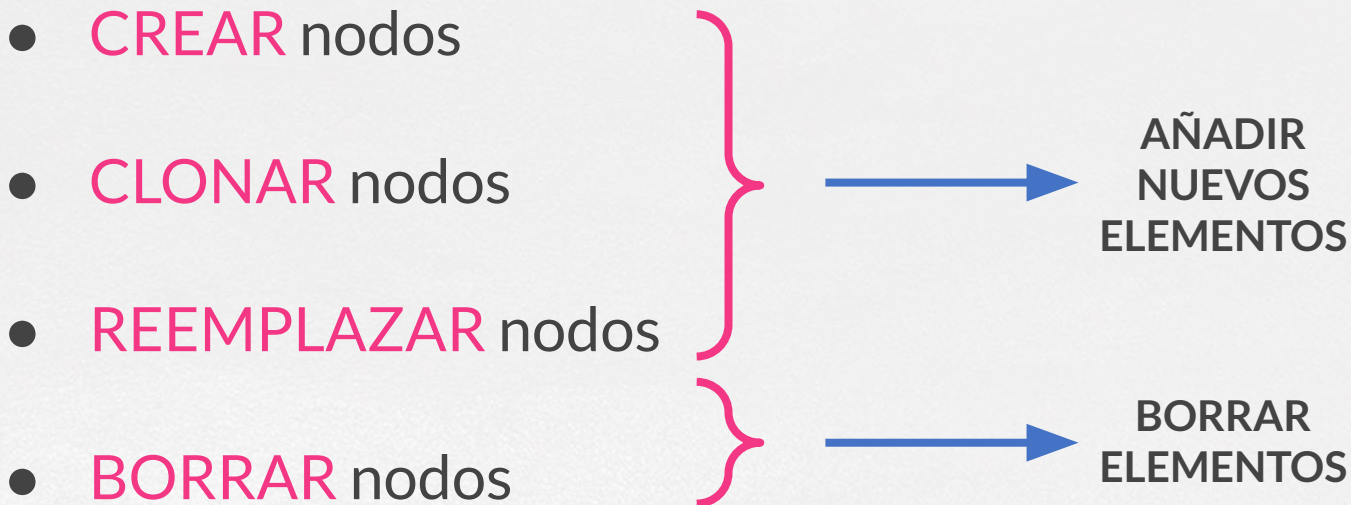 ● CREAR nodos
● CLONAR nodos
● REEMPLAZAR nodos
● BORRAR nodos
AÑADIR
NUEVOS
ELEMENTOS
BORRAR
ELEMENTOS